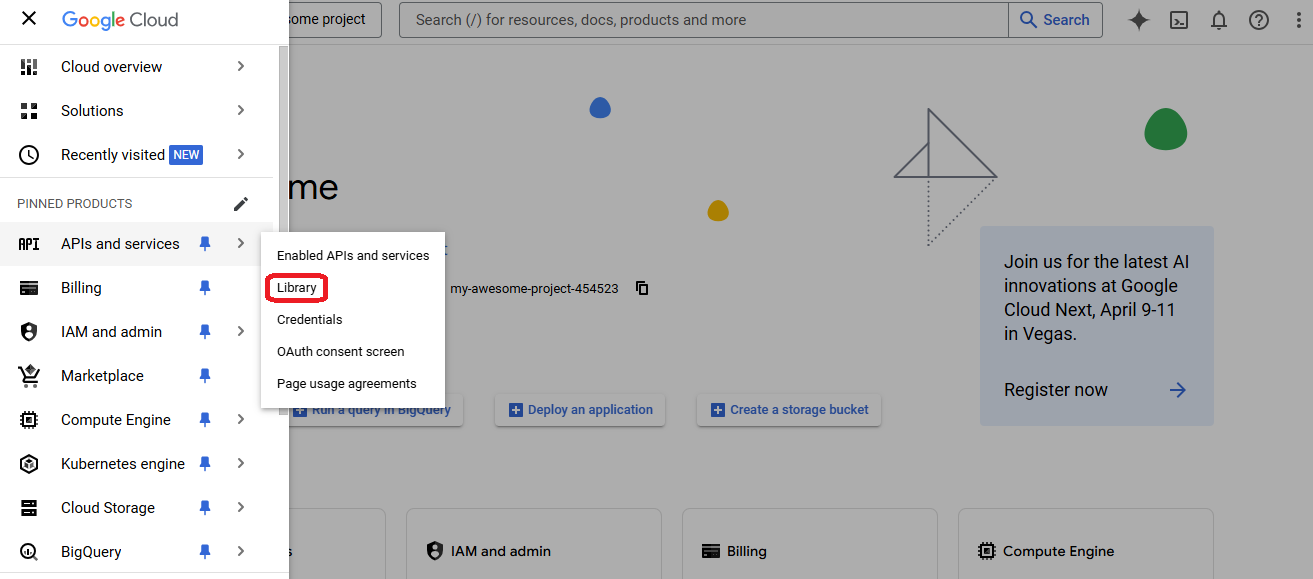 Google Cloud
some project
Search (/) for resources, docs, products and more
Search
Cloud overview
Solutions
Recently visited NEW
PINNED PRODUCTS
API APIs and services
Billing
IAM and admin
Marketplace
Compute Engine
Kubernetes engine
Cloud Storage
BigQuery
Enabled APIs and services
Library
Credentials
OAuth consent screen
Page usage agreements
me
my-awesome-project-454523
Run a query in BigQuery
Deploy an application
Create a storage bucket
Join us for the latest AI
innovations at Google
Cloud Next, April 9-11
in Vegas.
Register now
s
IAM and admin
Billing
Compute Engine